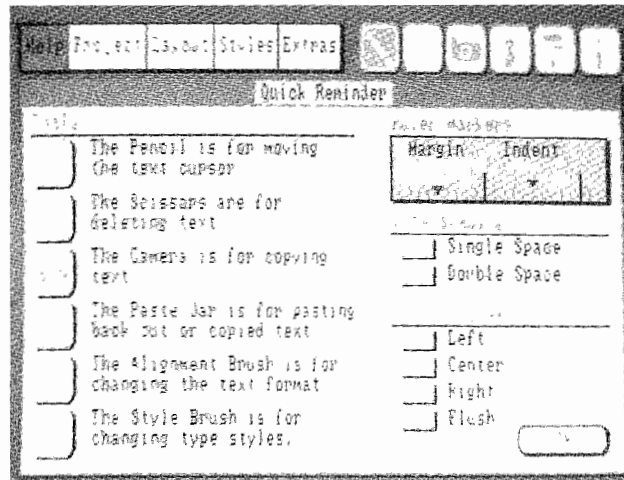 Help Project Layout Styles Extras
Quick Reminder
The Pencil is for moving
the text cursor
The Scissors are for
deleting text
The Camera is for copying
text
The Paste Jar is for pasting
back cut or copied text
The Alignment Brush is for
changing the text format
The Style Brush is for
changing type styles.
Margin Indent
Single Space
Double Space
Left
Center
Right
Flush